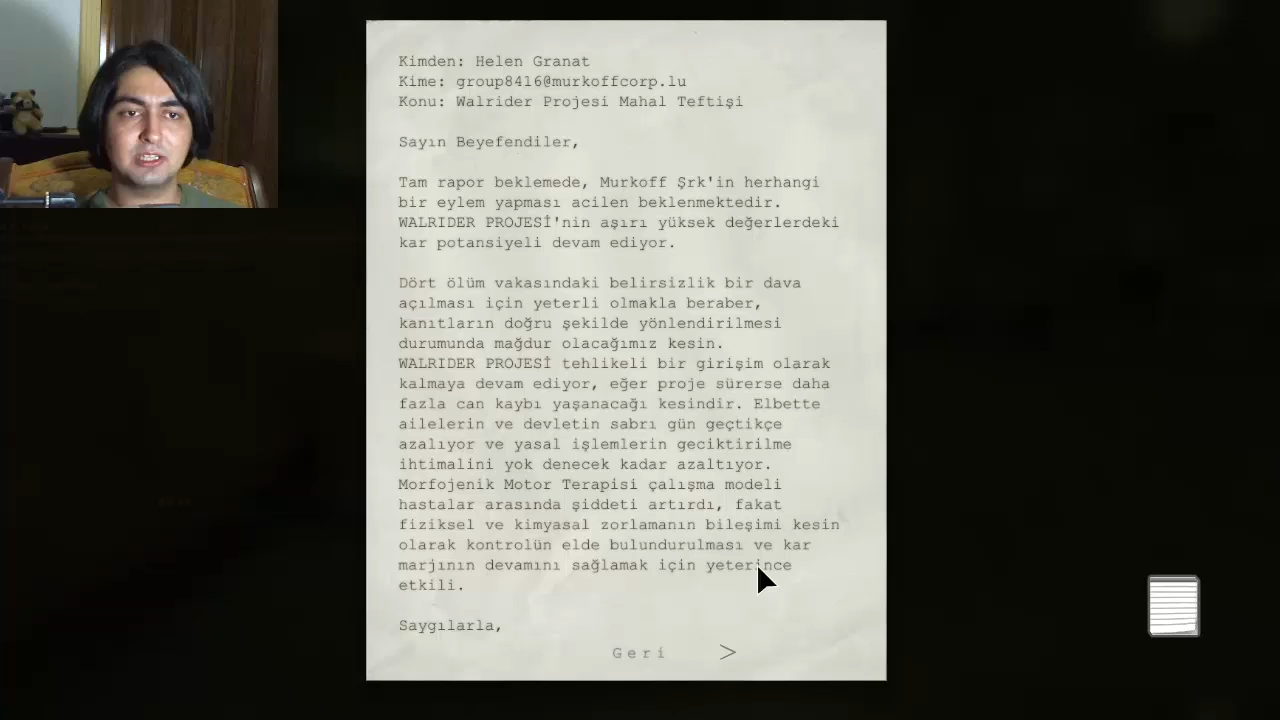 Kimden: Helen Granat
Kime: group8416@murkoffcorp.lu
Konu: Walrider Projesi Mahal Teftişi
Sayın Beyefendiler,
Tam rapor beklemede, Murkoff Şrk'in herhangi
bir eylem yapması acilen beklenmektedir.
WALRIDER PROJESİ'nin aşırı yüksek değerlerdeki
kar potansiyeli devam ediyor.
Dört ölüm vakasındaki belirsizlik bir dava
açılması için yeterli olmakla beraber,
kanıtların doğru şekilde yönlendirilmesi
durumunda mağdur olacağımız kesin.
WALRIDER PROJESİ tehlikeli bir girişim olarak
kalmaya devam ediyor, eğer proje sürerse daha
fazla can kaybı yaşanacağı kesindir. Elbette
ailelerin ve devletin sabrı gün geçtikçe
azalıyor ve yasal işlemlerin geciktirilme
ihtimalini yok denecek kadar azaltıyor.
Morfojenik Motor Terapisi çalışma modeli
hastalar arasında şiddeti artırdı, fakat
fiziksel ve kimyasal zorlamanın bileşimi kesin
olarak kontrolün elde bulundurulması ve kar
marjının devamını sağlamak için yeterince
etkili.
Saygılarla,
Geri >